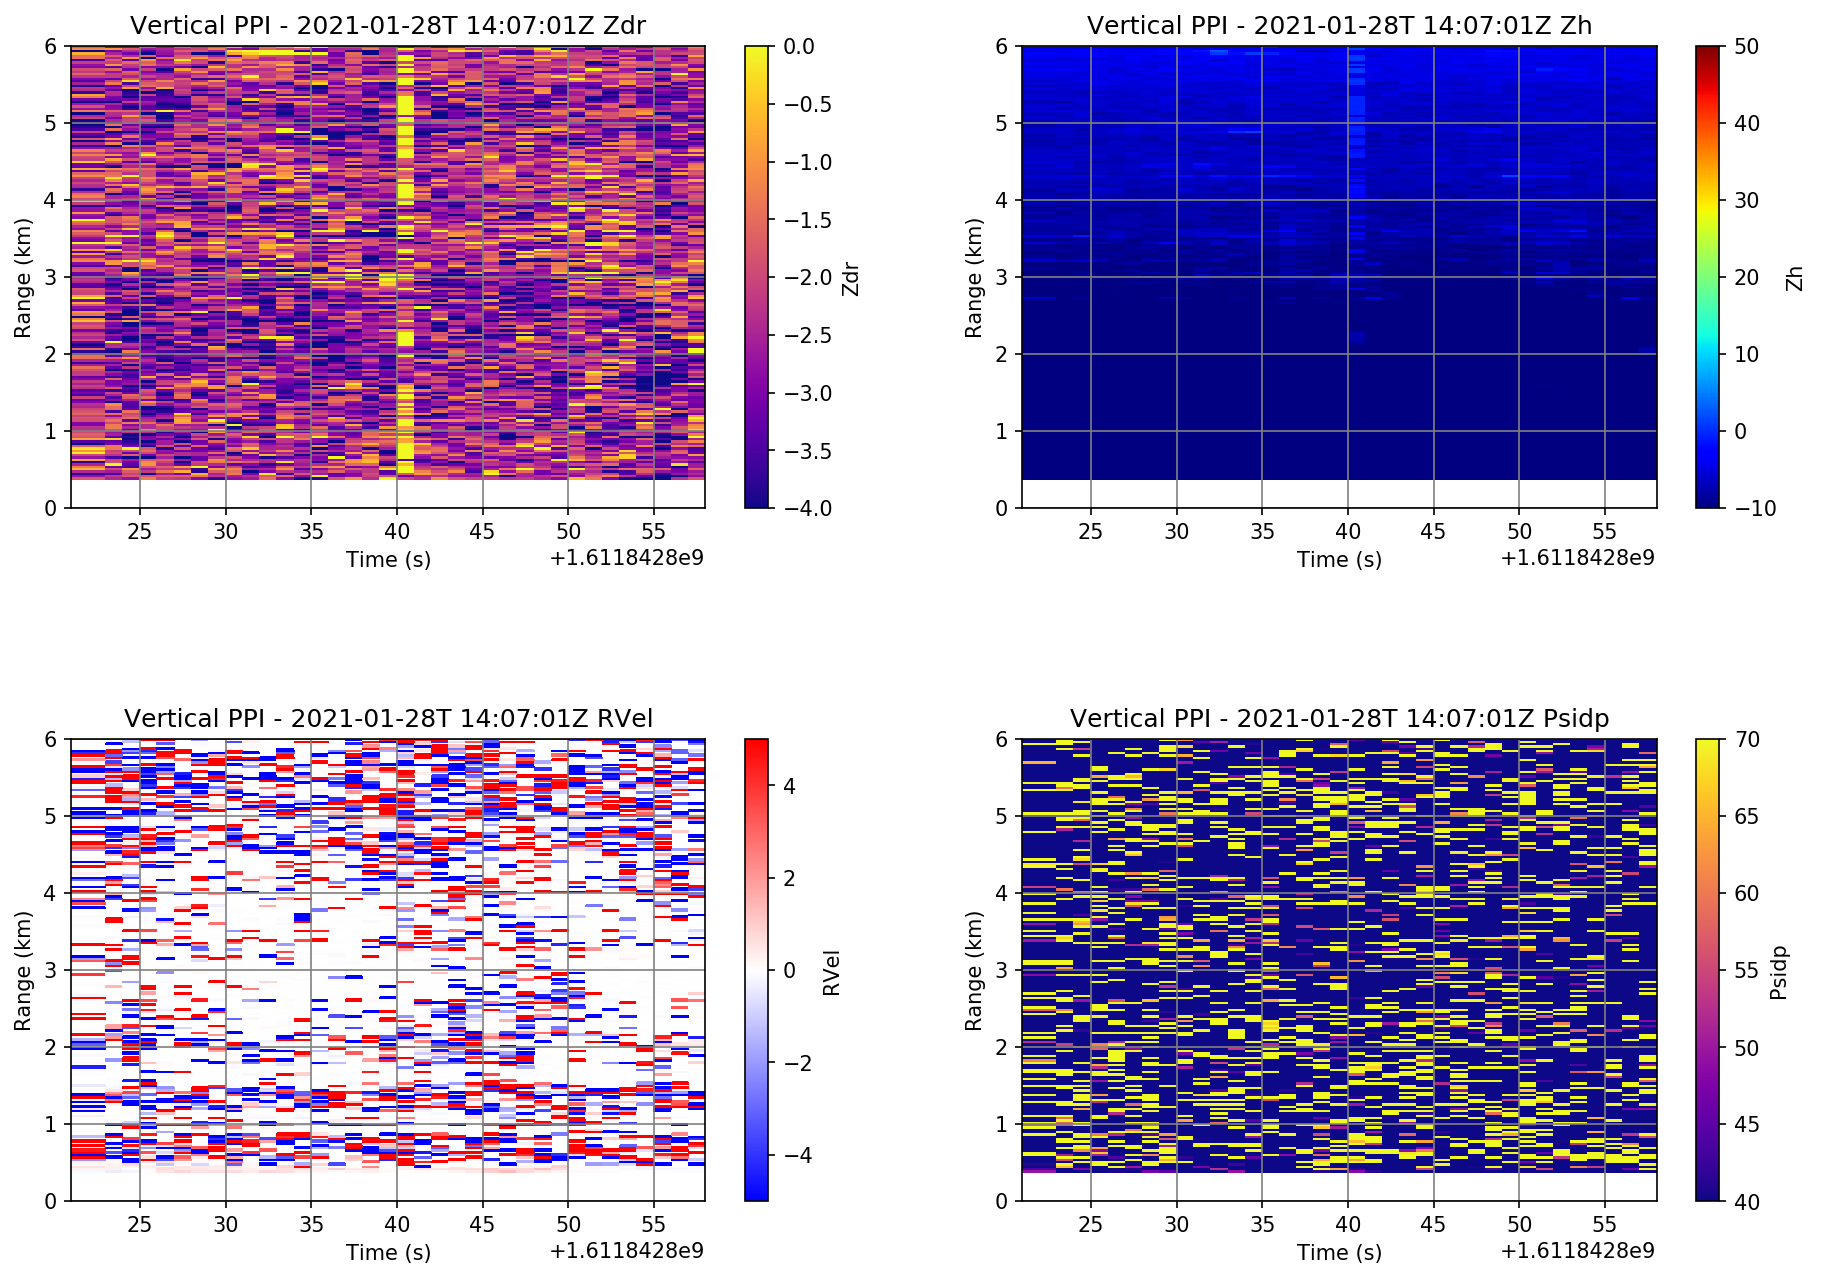 Vertical PPI - 2021-01-28T 14:07:01Z Zdr
6
5
4
3
2
1
0
Range (km)
25 30 35 40 45 50 55
Time (s)
+1.6118428e9
0.0
−0.5
−1.0
−1.5
−2.0
−2.5
−3.0
−3.5
−4.0
Zdr
Vertical PPI - 2021-01-28T 14:07:01Z Zh
6
5
4
3
2
1
0
Range (km)
25 30 35 40 45 50 55
Time (s)
+1.6118428e9
50
40
30
20
10
0
−10
Zh
Vertical PPI - 2021-01-28T 14:07:01Z RVel
6
5
4
3
2
1
0
Range (km)
25 30 35 40 45 50 55
Time (s)
+1.6118428e9
4
2
0
−2
−4
RVel
Vertical PPI - 2021-01-28T 14:07:01Z Psidp
6
5
4
3
2
1
0
Range (km)
25 30 35 40 45 50 55
Time (s)
+1.6118428e9
70
65
60
55
50
45
40
Psidp